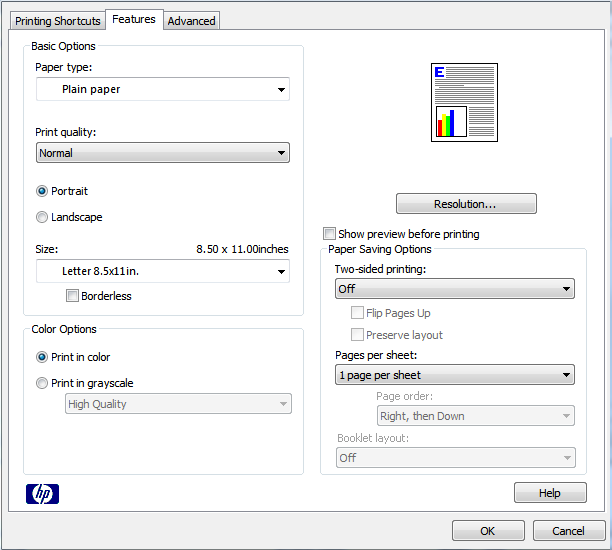 Printing Shortcuts
Features
Advanced
Basic Options
Paper type:
Plain paper
Print quality:
Normal
Portrait
Landscape
Size:
8.50 x 11.00inches
Letter 8.5x11in.
Borderless
Color Options
Print in color
Print in grayscale
High Quality
hp
E
Resolution...
Show preview before printing
Paper Saving Options
Two-sided printing:
Off
Flip Pages Up
Preserve layout
Pages per sheet:
1 page per sheet
Page order:
Right, then Down
Booklet layout:
Off
Help
OK
Cancel